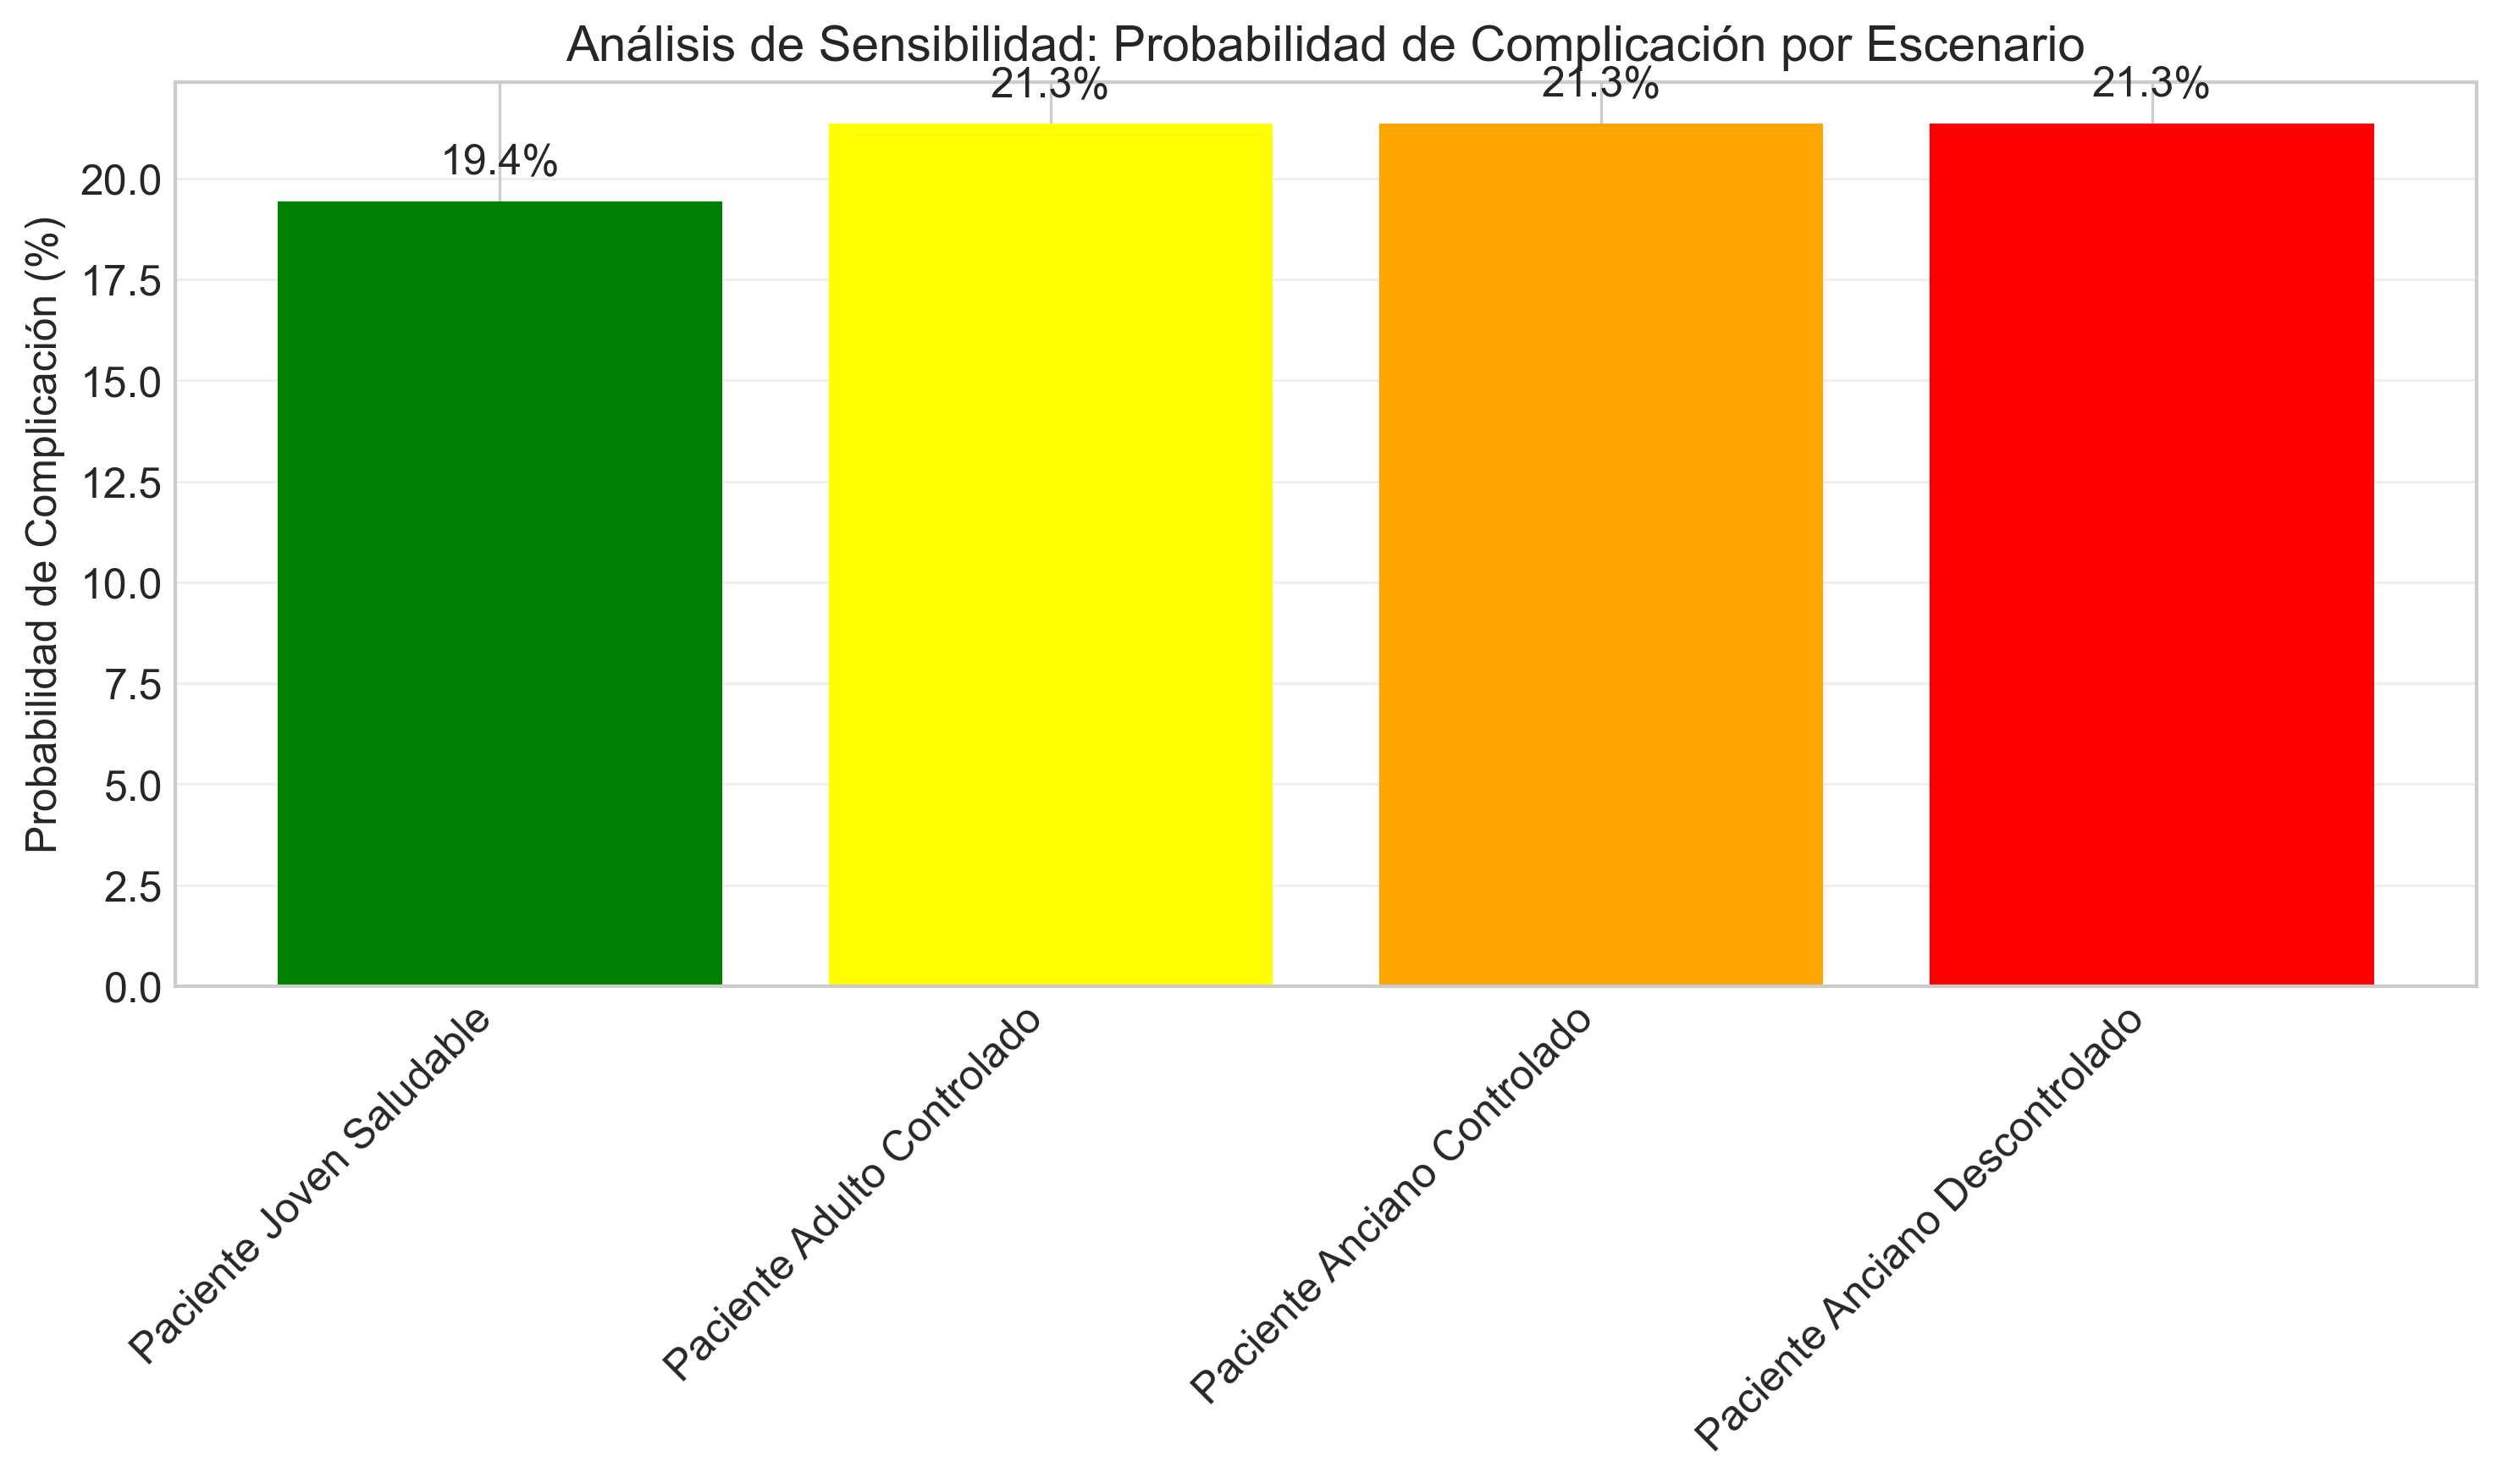 Análisis de Sensibilidad: Probabilidad de Complicación por Escenario
Probabilidad de Complicación (%)
20.0
17.5
15.0
12.5
10.0
7.5
5.0
2.5
0.0
19.4%
21.3%
21.3%
21.3%
Paciente Joven Saludable
Paciente Adulto Controlado
Paciente Anciano Controlado
Paciente Anciano Descontrolado